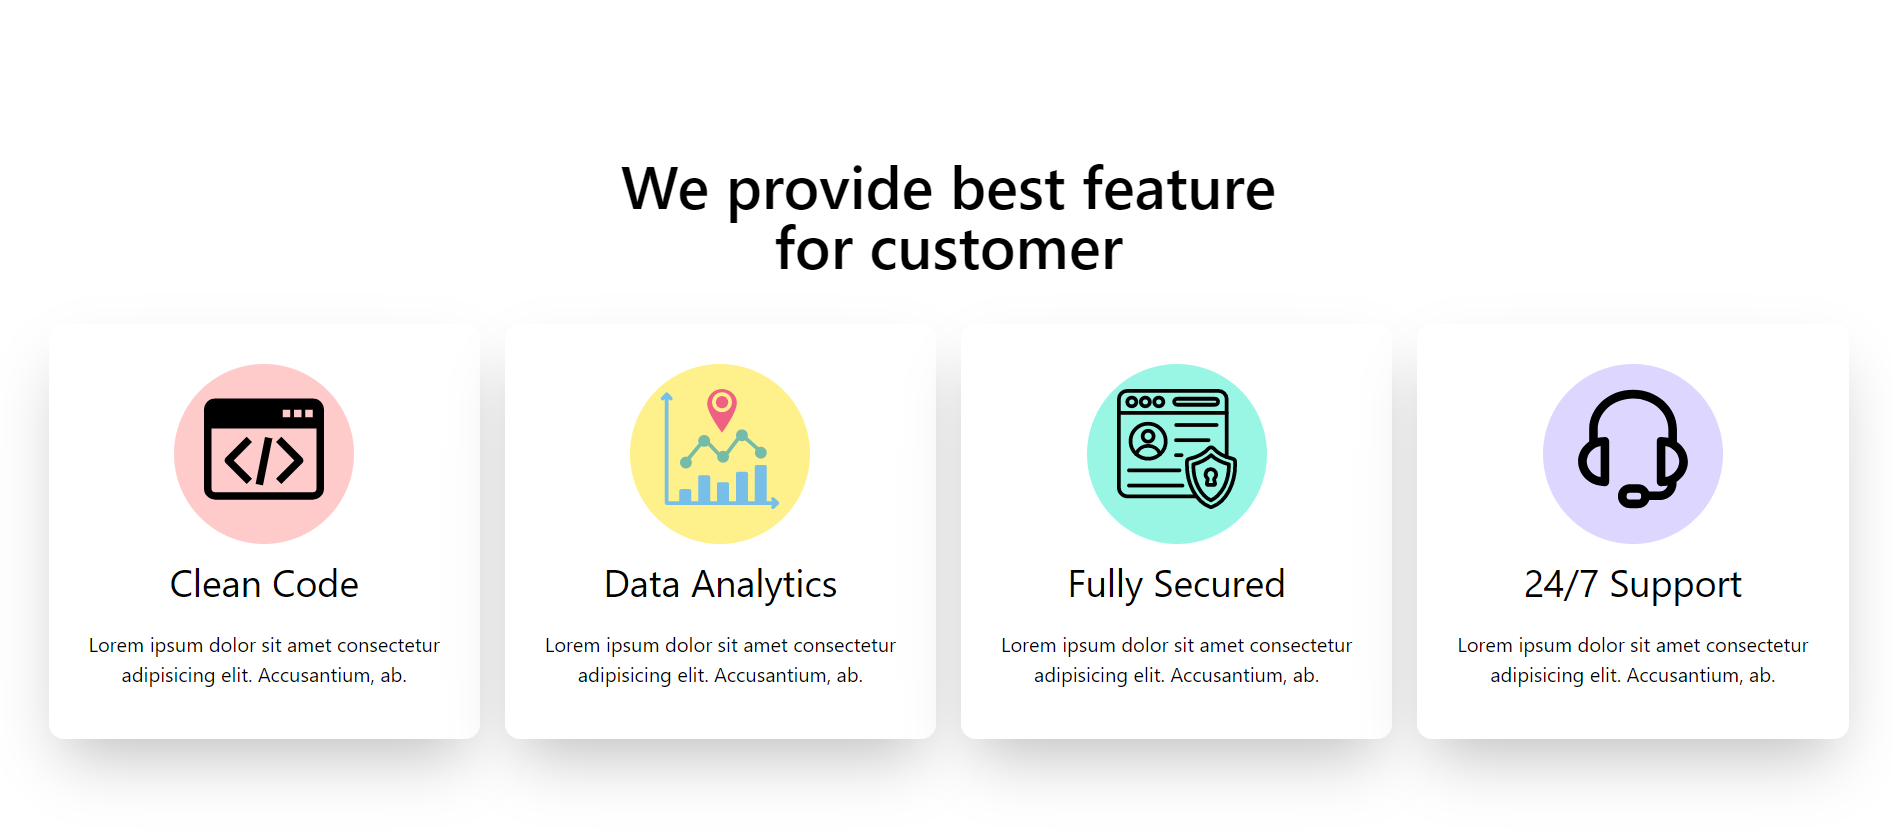 We provide best feature
for customer
Clean Code
Lorem ipsum dolor sit amet consectetur
adipisicing elit. Accusantium, ab.
Data Analytics
Lorem ipsum dolor sit amet consectetur
adipisicing elit. Accusantium, ab.
Fully Secured
Lorem ipsum dolor sit amet consectetur
adipisicing elit. Accusantium, ab.
24/7 Support
Lorem ipsum dolor sit amet consectetur
adipisicing elit. Accusantium, ab.